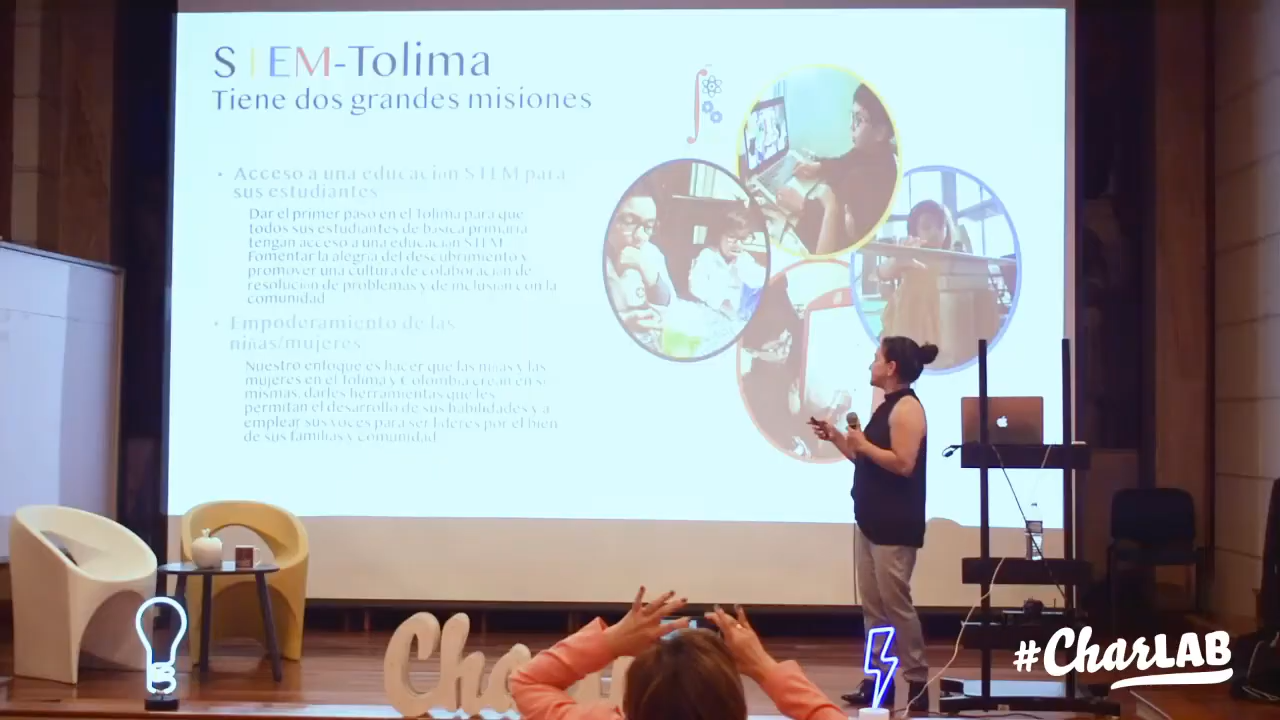 STEM-Tolima
Tiene dos grandes misiones
• Acceso a una educación STEM para
sus estudiantes
Dar el primer paso en el Tolima para que
todos sus estudiantes de básica primaria
tengan acceso a una educación STEM
Fomentar la alegría del descubrimiento y
promover una cultura de colaboración de
resolución de problemas y de inclusión con la
comunidad
• Empoderamiento de las
niñas/mujeres
Nuestro enfoque es hacer que las niñas y las
mujeres en el Tolima y Colombia crean en sí
mismas, darles herramientas que les
permitan el desarrollo de sus habilidades y a
emplear sus voces para ser líderes por el bien
de sus familias y comunidad
Cha
#CharLAB